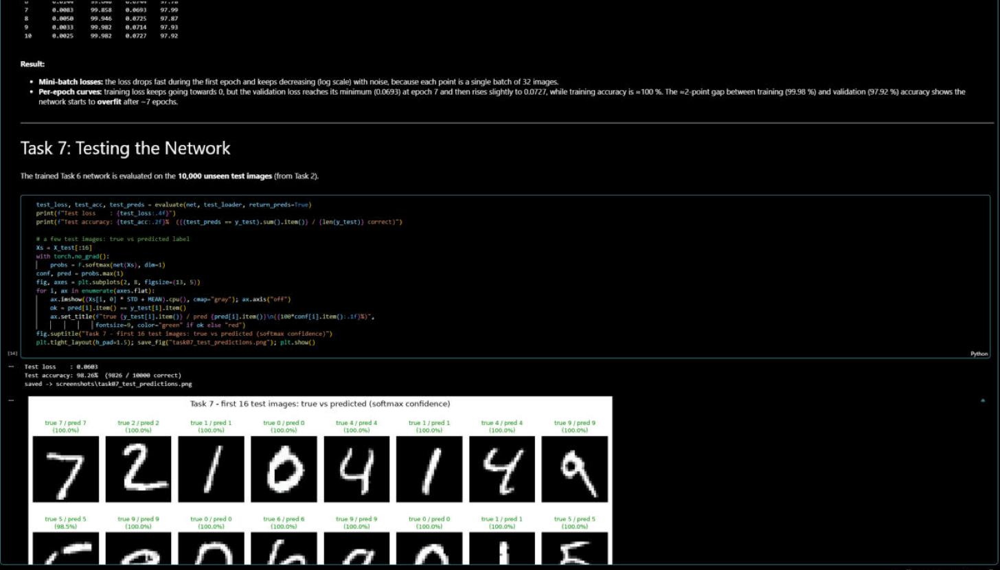 7 0.0083 99.858 0.0693 97.99
8 0.0050 99.946 0.0725 97.87
9 0.0033 99.982 0.0714 97.93
10 0.0025 99.982 0.0727 97.92
Result:
• Mini-batch losses: the loss drops fast during the first epoch and keeps decreasing (log scale) with noise, because each point is a single batch of 32 images.
• Per-epoch curves: training loss keeps going towards 0, but the validation loss reaches its minimum (0.0693) at epoch 7 and then rises slightly to 0.0727, while training accuracy is ≈100 %. The ≈2-point gap between training (99.98 %) and validation (97.92 %) accuracy shows the
network starts to overfit after ~7 epochs.
Task 7: Testing the Network
The trained Task 6 network is evaluated on the 10,000 unseen test images (from Task 2).
test_loss, test_acc, test_preds = evaluate(net, test_loader, return_preds=True)
print(f"Test loss    : {test_loss:.4f}")
print(f"Test accuracy: {test_acc:.2f}%  ({(test_preds == y_test).sum().item()} / {len(y_test)} correct)")
# a few test images: true vs predicted label
Xs = X_test[:16]
with torch.no_grad():
    probs = F.softmax(net(Xs), dim=1)
conf, pred = probs.max(1)
fig, axes = plt.subplots(2, 8, figsize=(13, 5))
for i, ax in enumerate(axes.flat):
    ax.imshow((Xs[i, 0] * STD + MEAN).cpu(), cmap="gray"); ax.axis("off")
    ok = pred[i].item() == y_test[i].item()
    ax.set_title(f"true {y_test[i].item()} / pred {pred[i].item()}\n({100*conf[i].item():.1f}%)",
                 fontsize=9, color="green" if ok else "red")
fig.suptitle("Task 7 - first 16 test images: true vs predicted (softmax confidence)")
plt.tight_layout(h_pad=1.5); save_fig("task07_test_predictions.png"); plt.show()
[14] Python
Test loss    : 0.0603
Test accuracy: 98.26%  (9826 / 10000 correct)
saved -> screenshots\task07_test_predictions.png
Task 7 - first 16 test images: true vs predicted (softmax confidence)
true 7 / pred 7 true 2 / pred 2 true 1 / pred 1 true 0 / pred 0 true 4 / pred 4 true 1 / pred 1 true 4 / pred 4 true 9 / pred 9
(100.0%) (100.0%) (100.0%) (100.0%) (100.0%) (100.0%) (100.0%) (100.0%)
7 2 1 0 4 1 4 9
true 5 / pred 5 true 9 / pred 9 true 0 / pred 0 true 6 / pred 6 true 9 / pred 9 true 0 / pred 0 true 1 / pred 1 true 5 / pred 5
(98.5%) (100.0%) (100.0%) (100.0%) (100.0%) (100.0%) (100.0%) (100.0%)